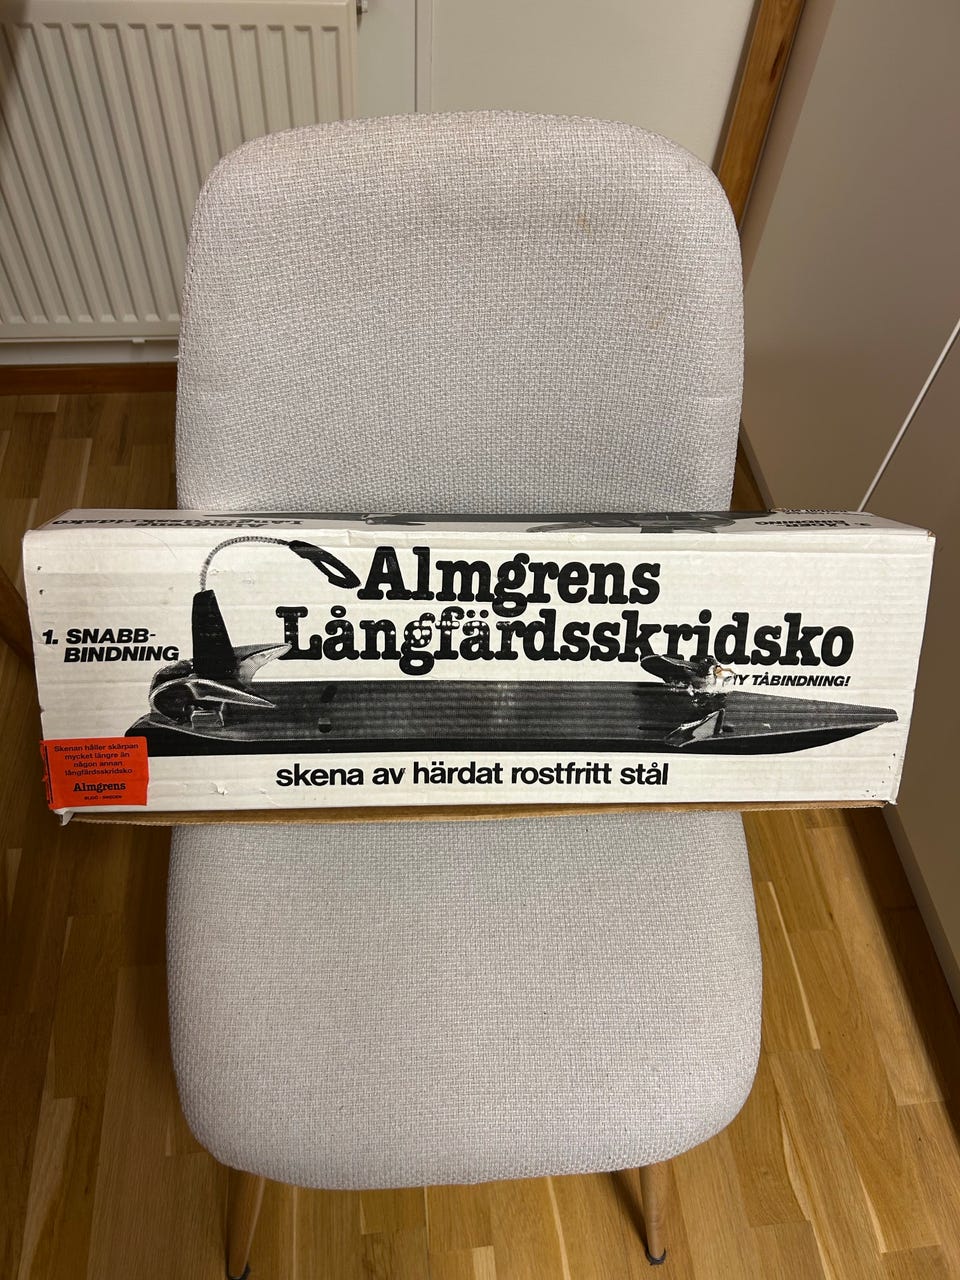 Almgrens
Långfärdsskridsko
1. SNABB-
BINDNING
NY TÅBINDNING!
skena av härdat rostfritt stål
Skenan håller skärpan
mycket längre än
någon annan
långfärdsskridsko
Almgrens